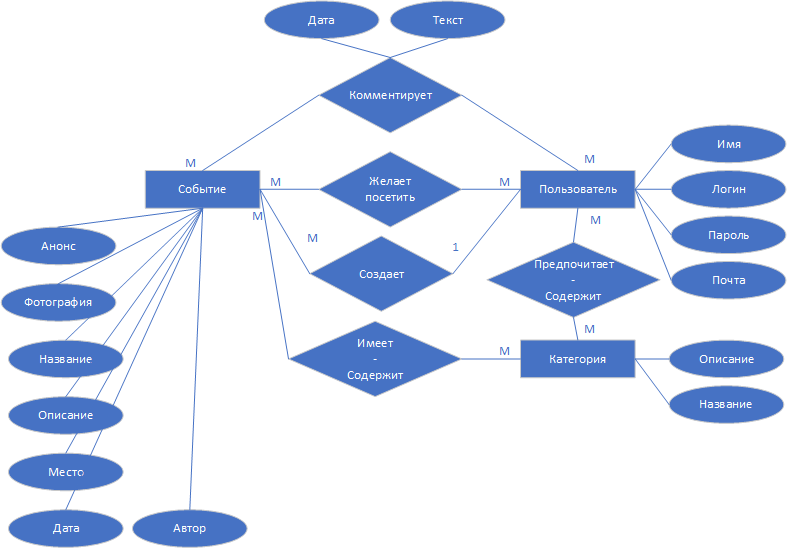 Дата
Текст
Комментирует
М
М
Событие
М
Желает
посетить
М
Пользователь
Имя
Логин
Пароль
Почта
М
М
М
Создает
1
Предпочитает
-
Содержит
М
Имеет
-
Содержит
М
Категория
Описание
Название
Анонс
Фотография
Название
Описание
Место
Дата
Автор